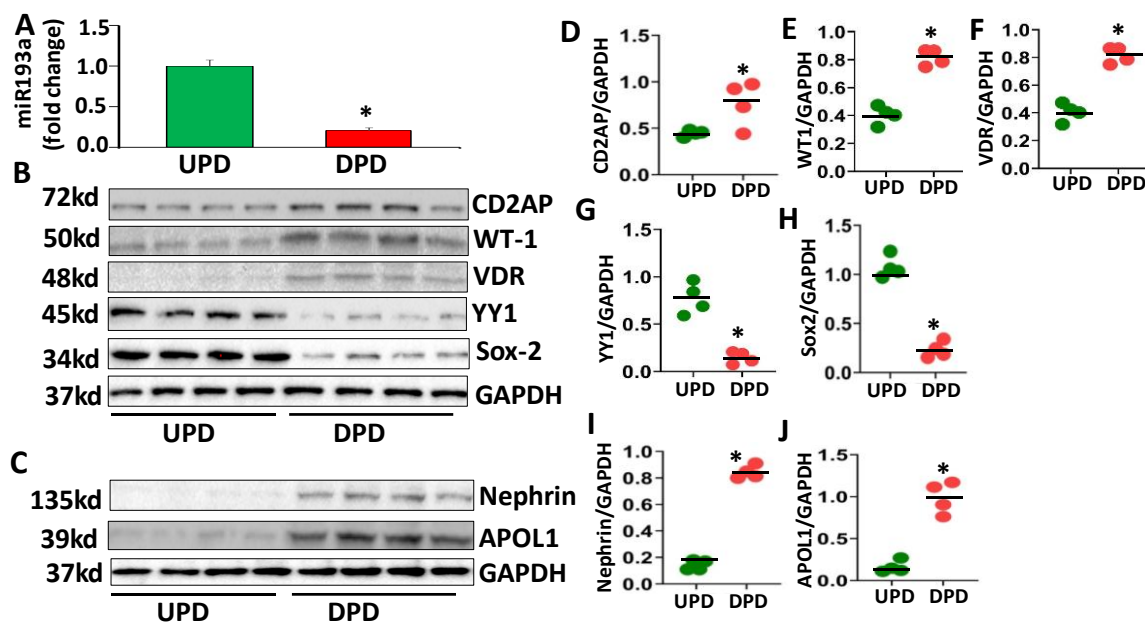 A
miR193a
(fold change)
1.0
0.5
0.0
*
UPD
DPD
B
72kd
CD2AP
50kd
WT-1
48kd
VDR
45kd
YY1
34kd
Sox-2
37kd
GAPDH
UPD
DPD
C
135kd
Nephrin
39kd
APOL1
37kd
GAPDH
UPD
DPD
D
CD2AP/GAPDH
1.5
1.0
0.5
0.0
*
UPD
DPD
E
WT1/GAPDH
1.0
0.8
0.6
0.4
0.2
0.0
*
UPD
DPD
F
VDR/GAPDH
1.0
0.8
0.6
0.4
0.2
0.0
*
UPD
DPD
G
YY1/GAPDH
1.5
1.0
0.5
0.0
*
UPD
DPD
H
Sox2/GAPDH
1.5
1.0
0.5
0.0
*
UPD
DPD
I
Nephrin/GAPDH
1.0
0.8
0.6
0.4
0.2
0.0
*
UPD
DPD
J
APOL1/GAPDH
1.5
1.0
0.5
0.0
*
UPD
DPD